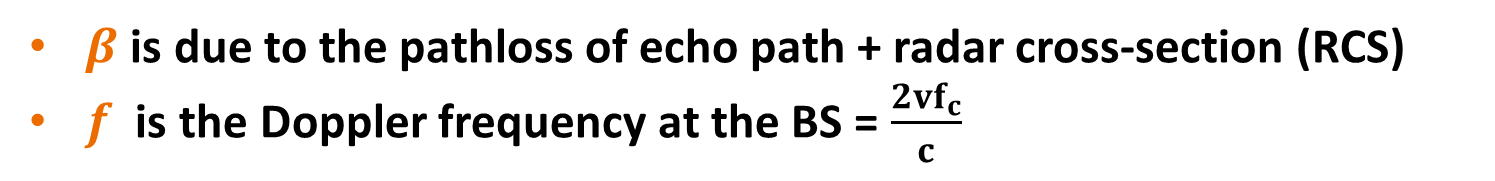 • β is due to the pathloss of echo path + radar cross-section (RCS)
• f is the Doppler frequency at the BS = 2vf_c / c